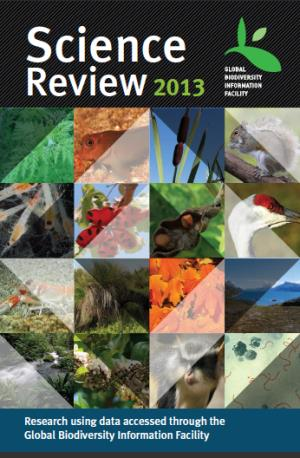 Science
Review 2013
GLOBAL
BIODIVERSITY
INFORMATION
FACILITY
Research using data accessed through the
Global Biodiversity Information Facility